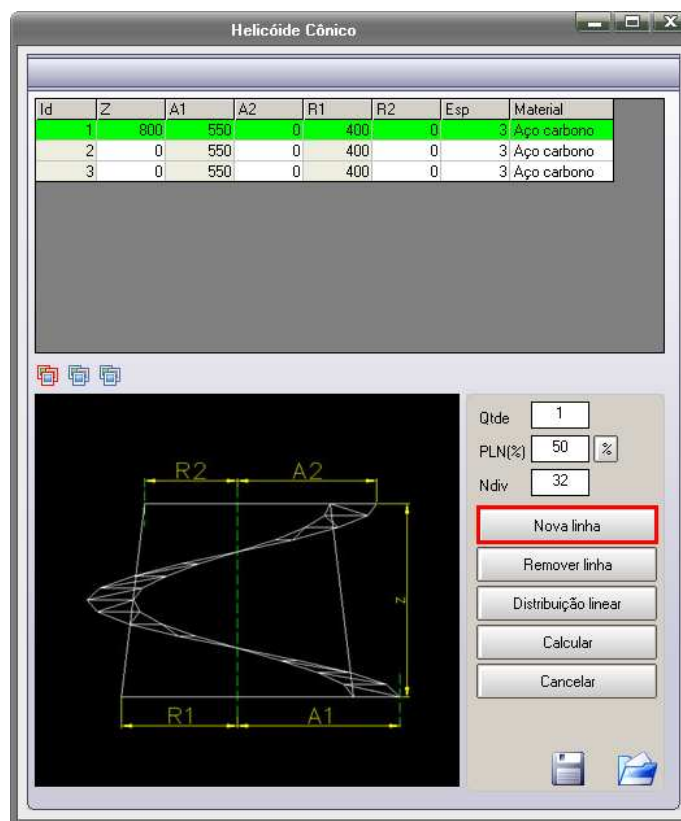 Helicóide Cônico
Id Z A1 A2 R1 R2 Esp Material
1 800 550 0 400 0 3 Aço carbono
2 0 550 0 400 0 3 Aço carbono
3 0 550 0 400 0 3 Aço carbono
Qtde 1
PLN(%) 50 %
Ndiv 32
R2 A2
Z
R1 A1
Nova linha
Remover linha
Distribuição linear
Calcular
Cancelar